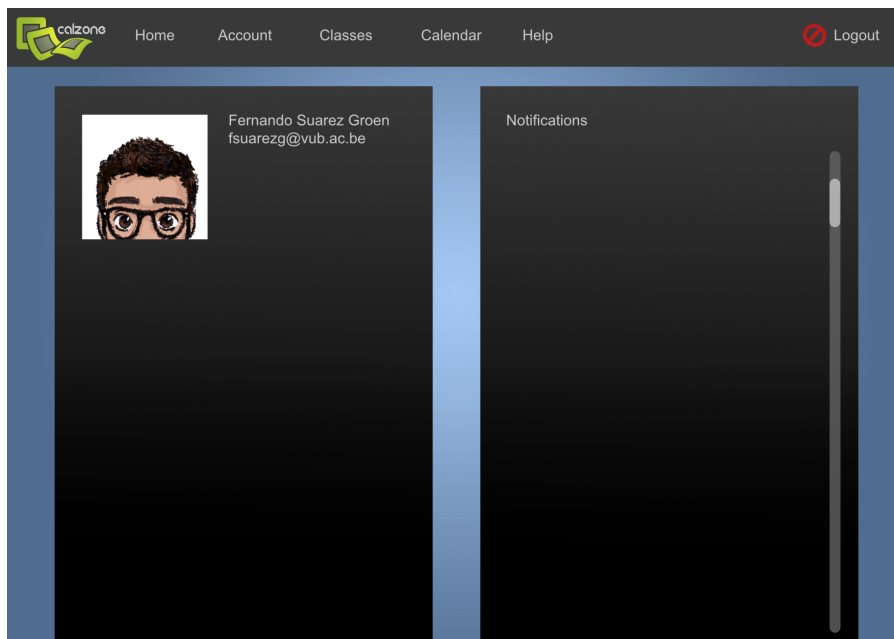 calzone
Home
Account
Classes
Calendar
Help
Logout
Fernando Suarez Groen
fsuarezg@vub.ac.be
Notifications